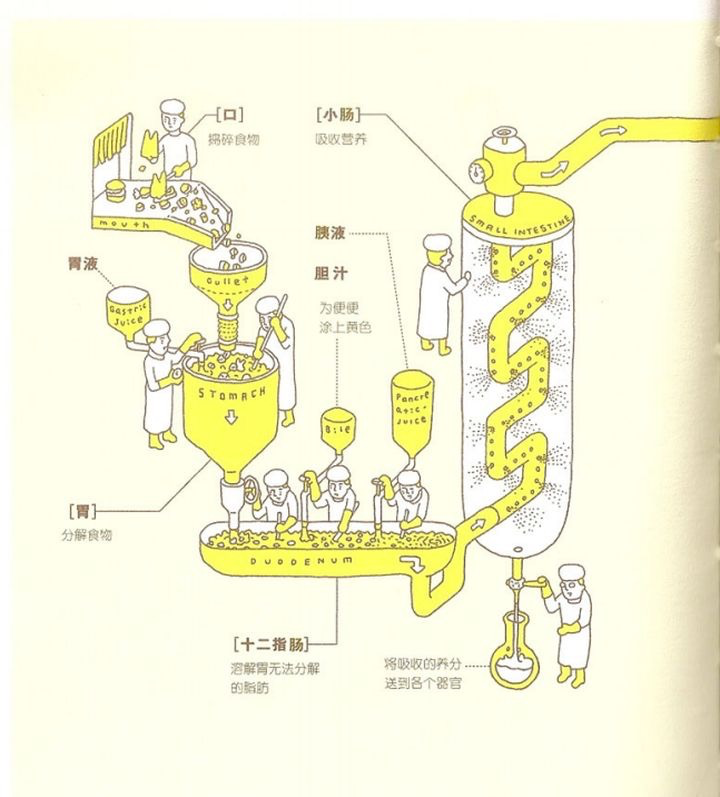 [口]
捣碎食物
mouth
[小肠]
吸收营养
SMALL INTESTINE
胰液
胆汁
为便便
涂上黄色
胃液
Gastric
Juice
Gullet
STOMACH
Bile
Pancre
atic-
Juice
[胃]
分解食物
DUODENUM
[十二指肠]
溶解胃无法分解
的脂肪
将吸收的养分
送到各个器官